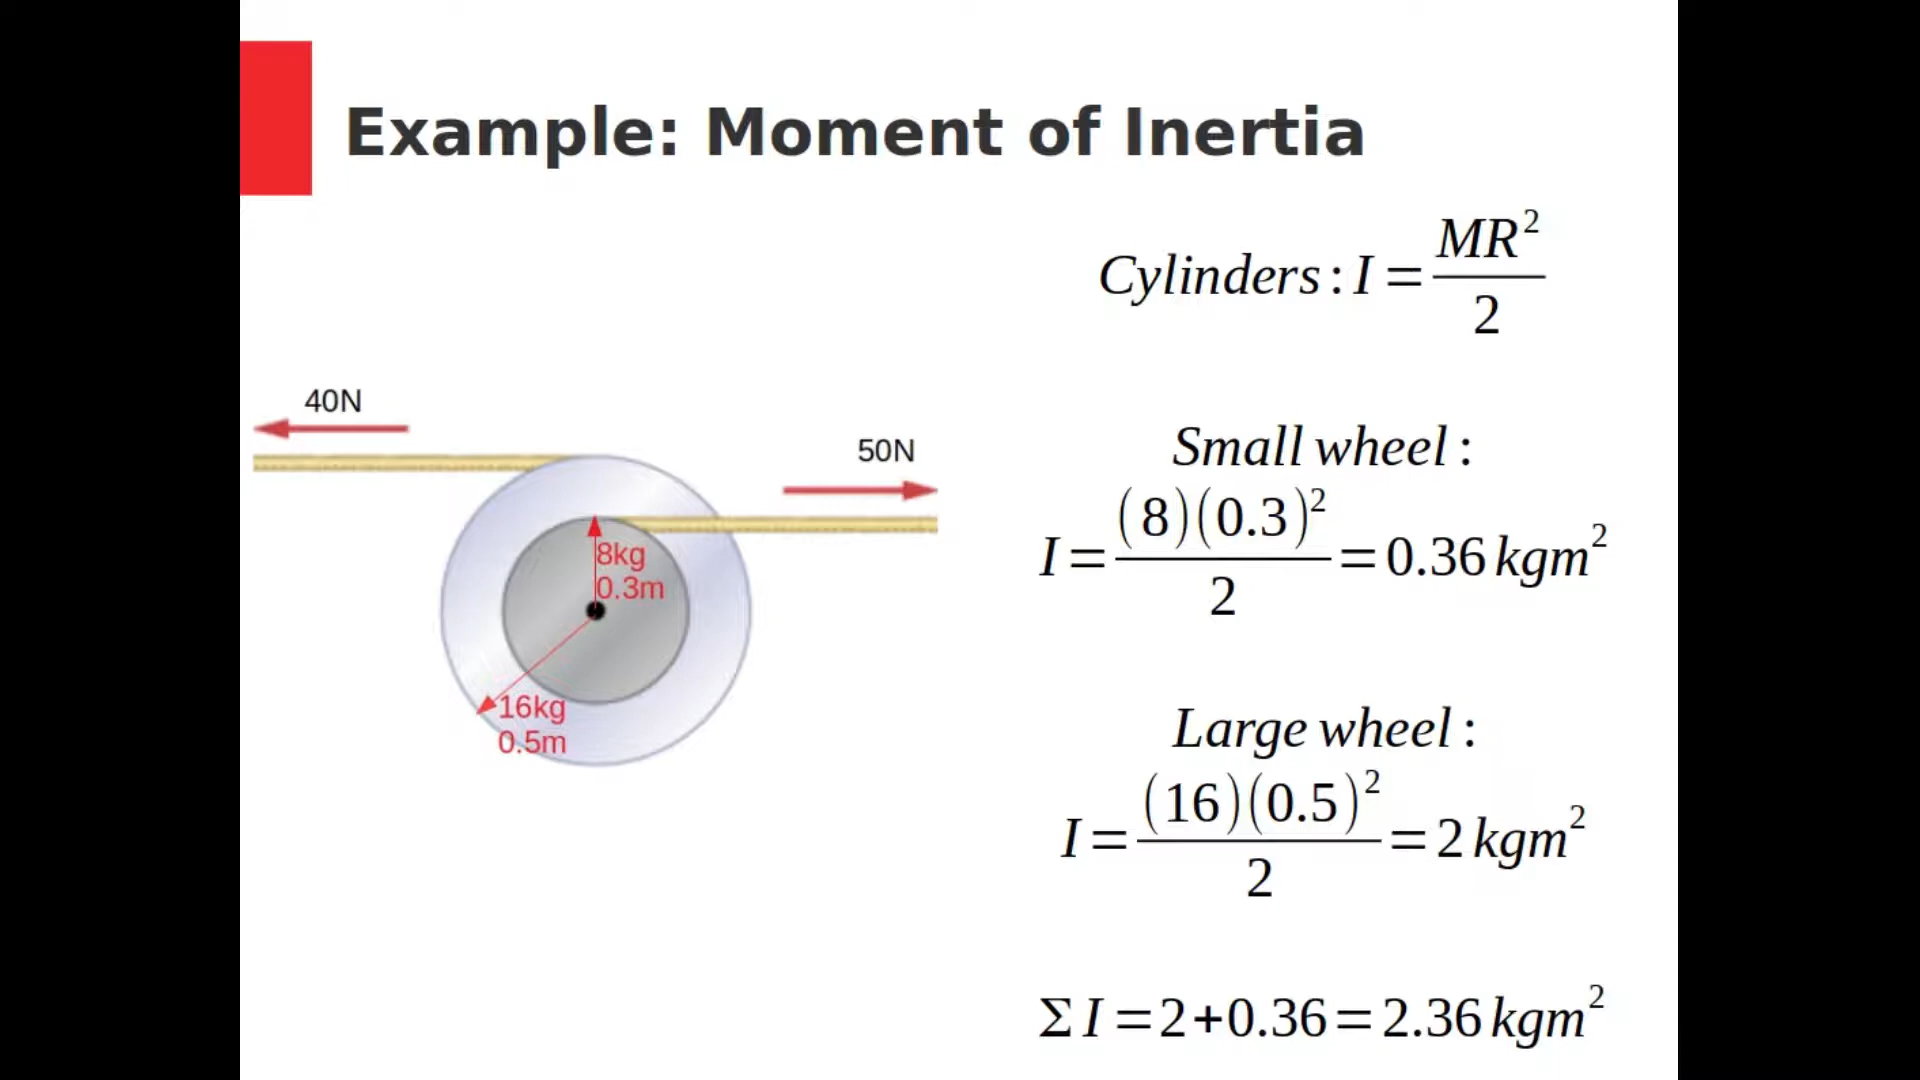 Example: Moment of Inertia
Cylinders : I = MR² / 2
40N
50N
8kg
0.3m
16kg
0.5m
Small wheel :
I = (8)(0.3)² / 2 = 0.36 kgm²
Large wheel :
I = (16)(0.5)² / 2 = 2 kgm²
Σ I = 2+0.36 = 2.36 kgm²